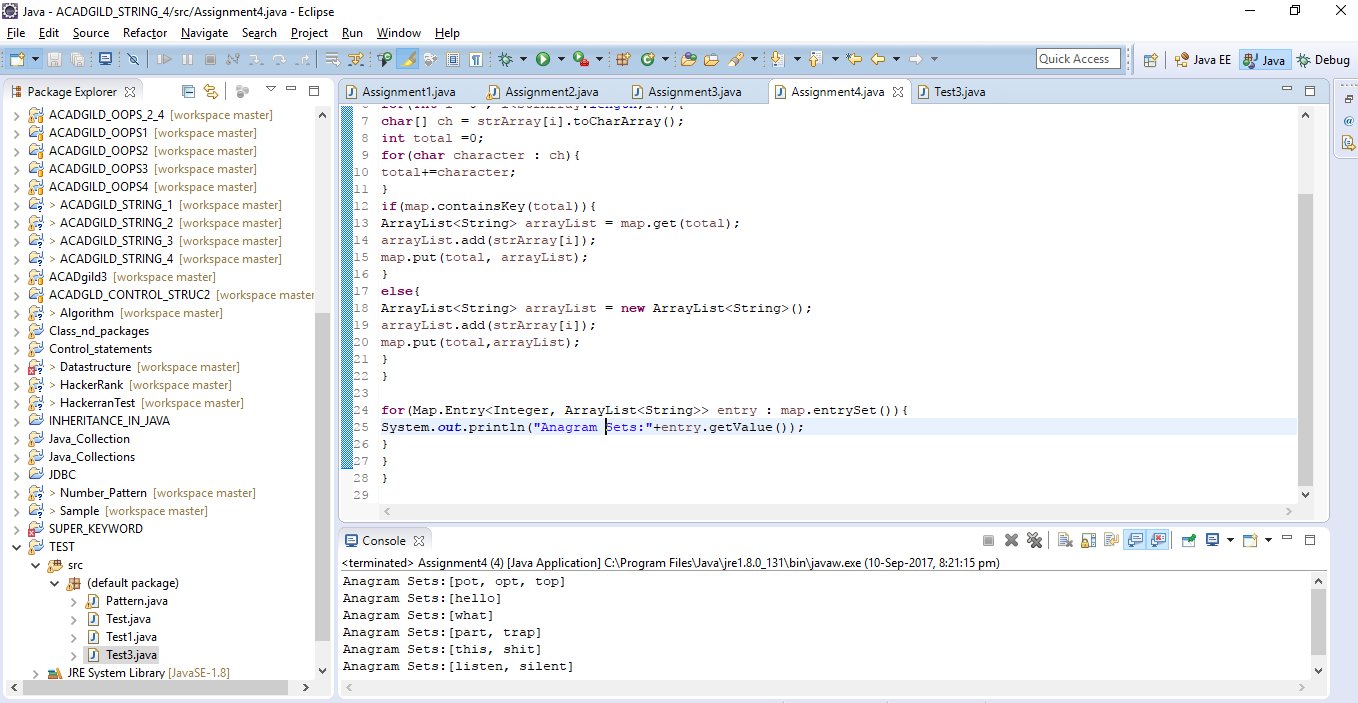 Java - ACADGILD_STRING_4/src/Assignment4.java - Eclipse
File Edit Source Refactor Navigate Search Project Run Window Help
Quick Access Java EE Java Debug
Package Explorer
ACADGILD_OOPS_2_4 [workspace master]
ACADGILD_OOPS1 [workspace master]
ACADGILD_OOPS2 [workspace master]
ACADGILD_OOPS3 [workspace master]
ACADGILD_OOPS4 [workspace master]
> ACADGILD_STRING_1 [workspace master]
> ACADGILD_STRING_2 [workspace master]
> ACADGILD_STRING_3 [workspace master]
> ACADGILD_STRING_4 [workspace master]
ACADgild3 [workspace master]
ACADGLD_CONTROL_STRUC2 [workspace master
> Algorithm [workspace master]
Class_nd_packages
Control_statements
> Datastructure [workspace master]
> HackerRank [workspace master]
> HackerranTest [workspace master]
INHERITANCE_IN_JAVA
Java_Collection
Java_Collections
JDBC
> Number_Pattern [workspace master]
> Sample [workspace master]
SUPER_KEYWORD
TEST
src
(default package)
Pattern.java
Test.java
Test1.java
Test3.java
JRE System Library [JavaSE-1.8]
Assignment1.java Assignment2.java Assignment3.java Assignment4.java Test3.java
7 char[] ch = strArray[i].toCharArray();
8 int total =0;
9 for(char character : ch){
10 total+=character;
11 }
12 if(map.containsKey(total)){
13 ArrayList<String> arrayList = map.get(total);
14 arrayList.add(strArray[i]);
15 map.put(total, arrayList);
16 }
17 else{
18 ArrayList<String> arrayList = new ArrayList<String>();
19 arrayList.add(strArray[i]);
20 map.put(total,arrayList);
21 }
22 }
23
24 for(Map.Entry<Integer, ArrayList<String>> entry : map.entrySet()){
25 System.out.println("Anagram Sets:"+entry.getValue());
26 }
27 }
28 }
29
Console
<terminated> Assignment4 (4) [Java Application] C:\Program Files\Java\jre1.8.0_131\bin\javaw.exe (10-Sep-2017, 8:21:15 pm)
Anagram Sets:[pot, opt, top]
Anagram Sets:[hello]
Anagram Sets:[what]
Anagram Sets:[part, trap]
Anagram Sets:[this, shit]
Anagram Sets:[listen, silent]